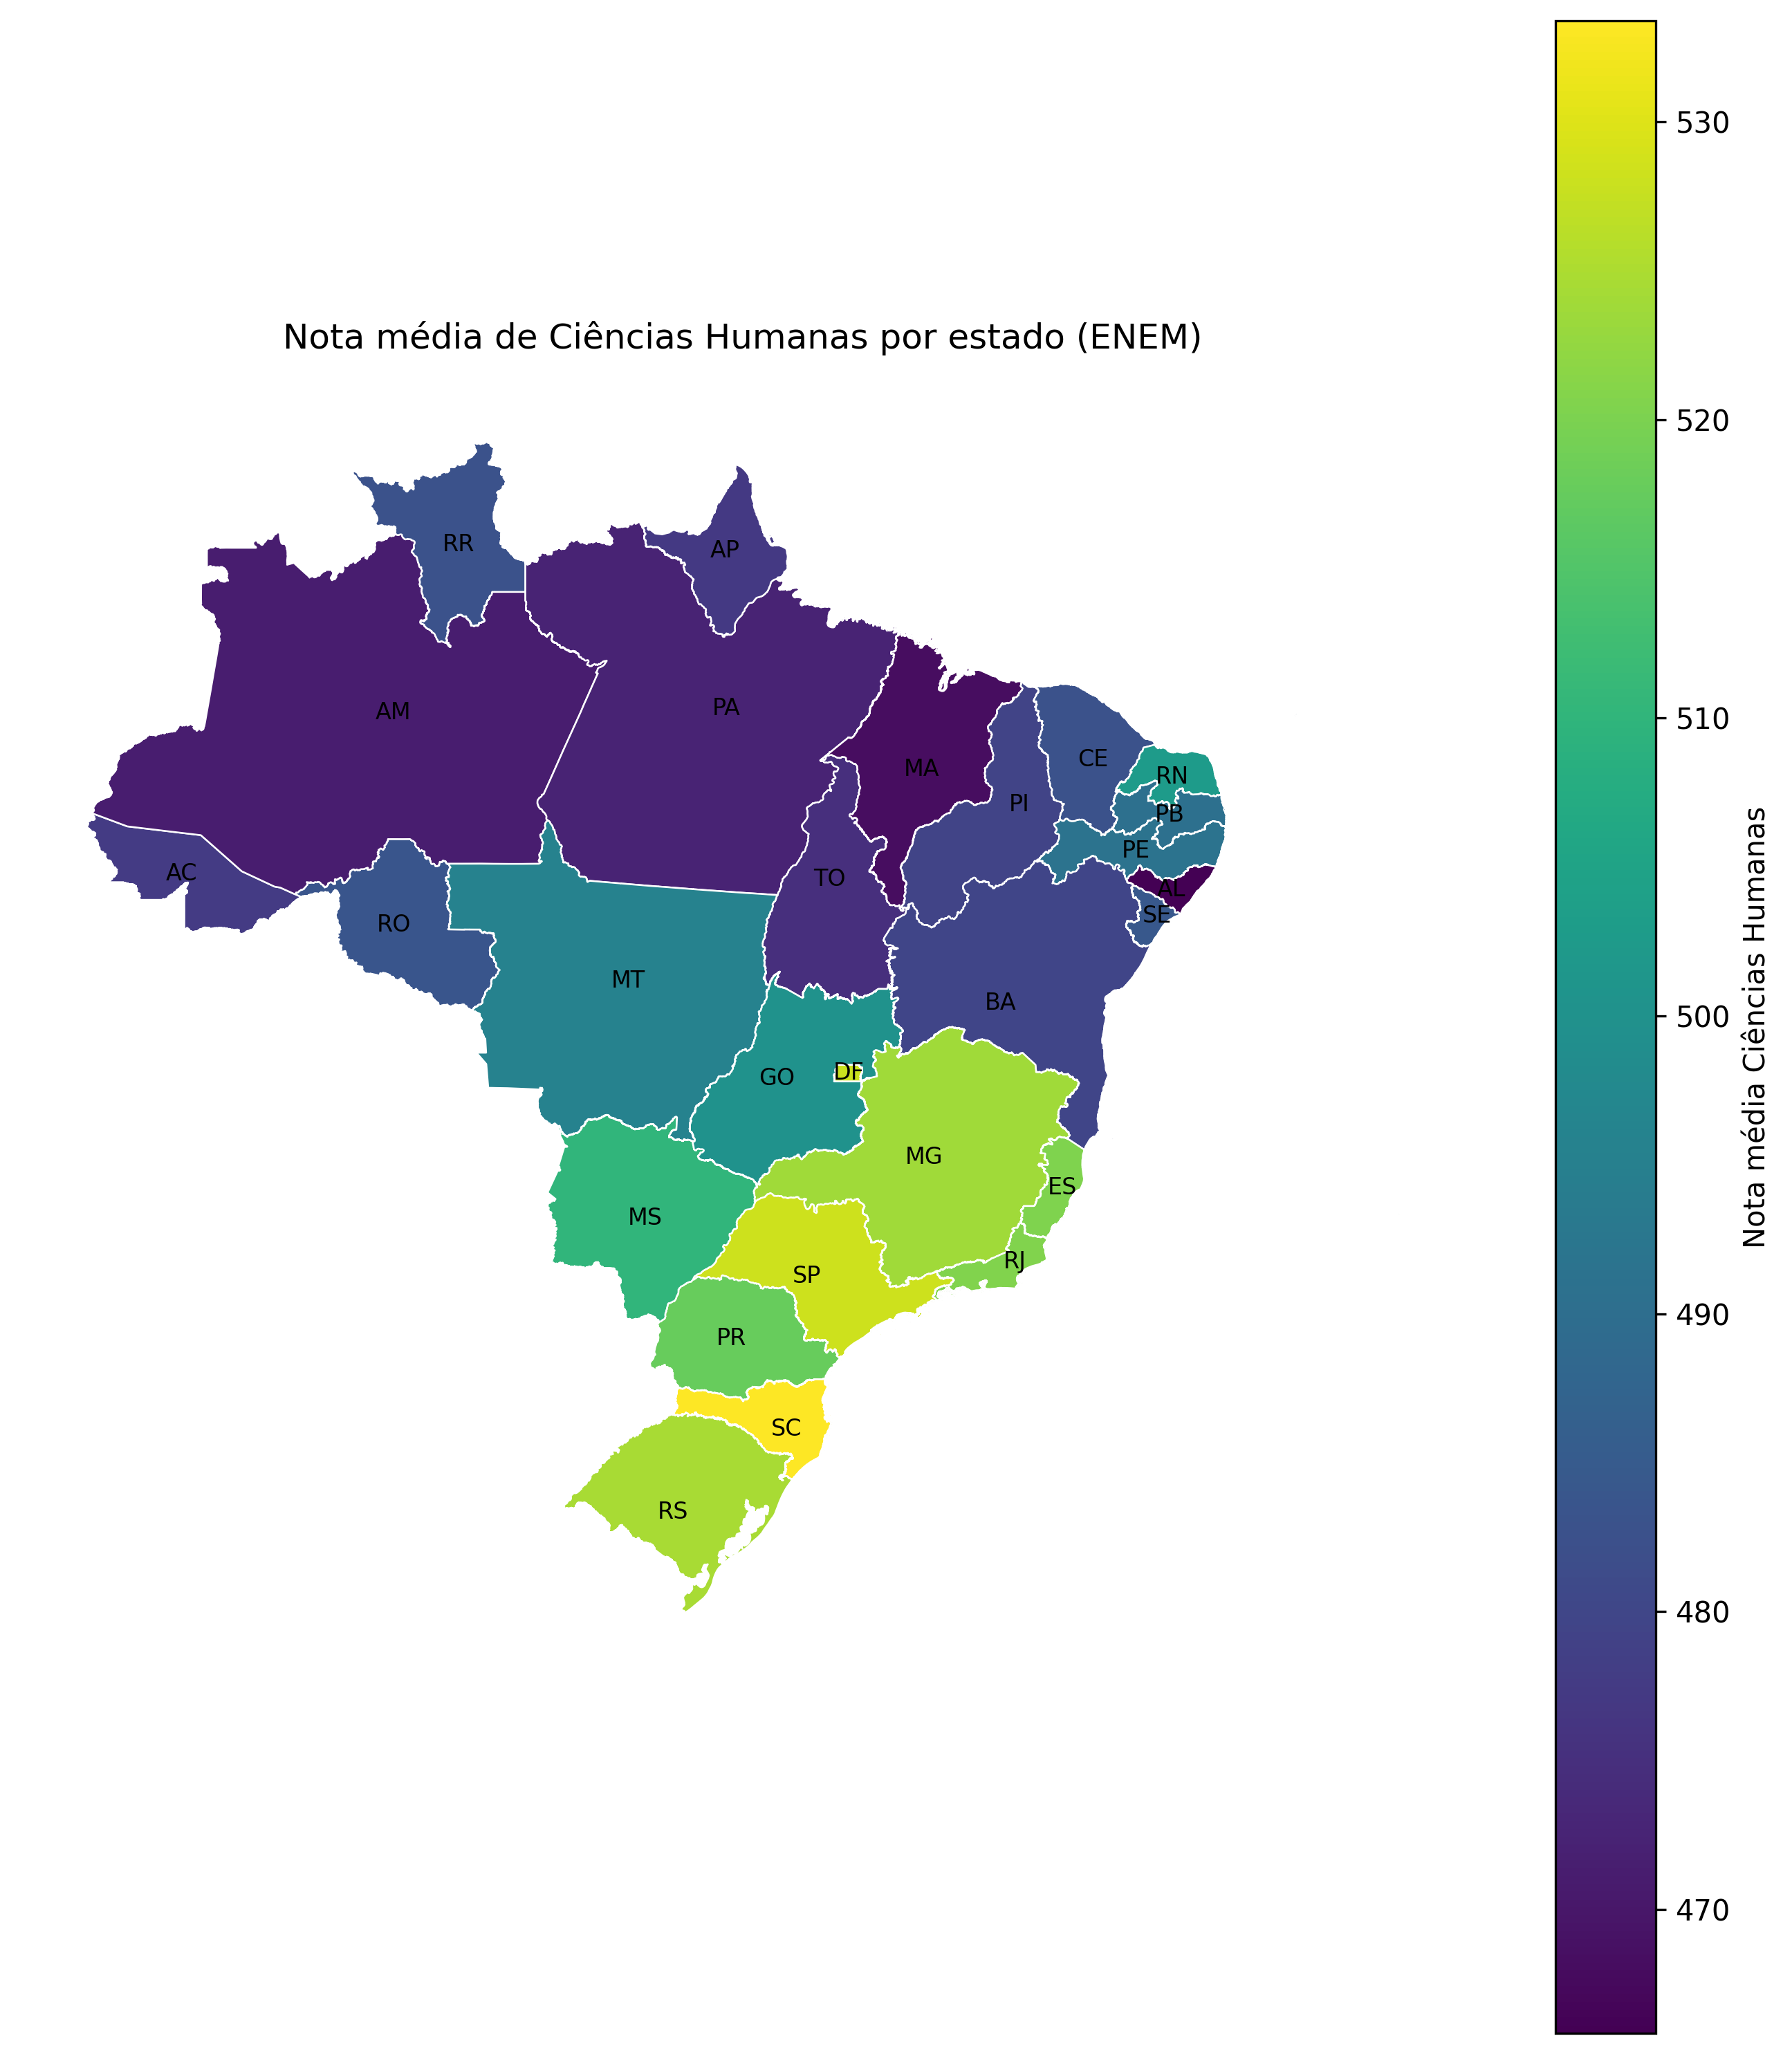 Nota média de Ciências Humanas por estado (ENEM)
RR
AP
AM
PA
MA
CE
RN
PI
PB
PE
AC
TO
AL
SE
RO
MT
BA
DF
GO
MG
ES
MS
RJ
SP
PR
SC
RS
530
520
510
500
490
480
470
Nota média Ciências Humanas